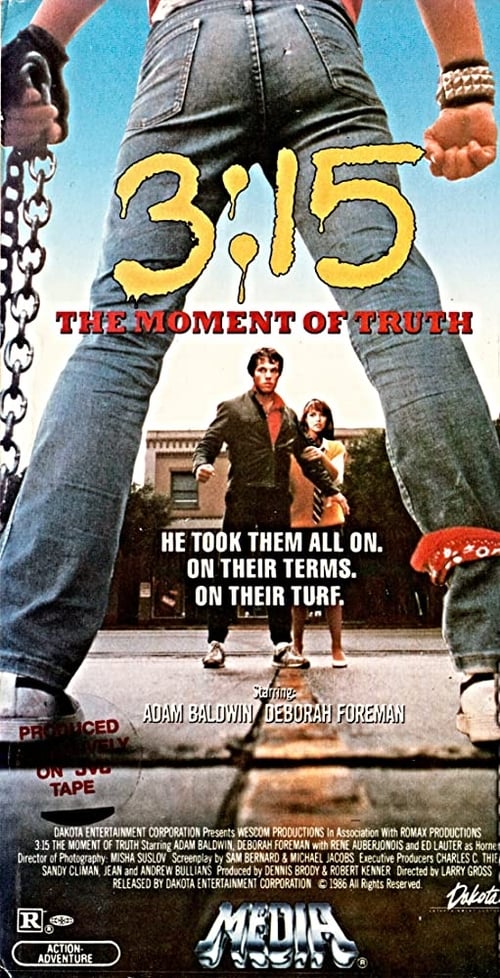 3:15
THE MOMENT OF TRUTH
HE TOOK THEM ALL ON.
ON THEIR TERMS.
ON THEIR TURF.
Starring
ADAM BALDWIN DEBORAH FOREMAN
PRODUCED
ON JVC
TAPE
DAKOTA ENTERTAINMENT CORPORATION Presents WESCOM PRODUCTIONS In Association With ROMAX PRODUCTIONS
3:15 THE MOMENT OF TRUTH Starring ADAM BALDWIN, DEBORAH FOREMAN with RENE AUBERJONOIS and ED LAUTER as Horner
Director of Photography: MISHA SUSLOV Screenplay by SAM BERNARD & MICHAEL JACOBS Executive Producers CHARLES C.
SANDY CLIMAN, JEAN and ANDREW BULLIANS Produced by DENNIS BRODY & ROBERT KENNER Directed by LARRY GROSS
RELEASED BY DAKOTA ENTERTAINMENT CORPORATION © 1986 All Rights Reserved.
Dakota
R ®
ACTION-
ADVENTURE
MEDIA ®